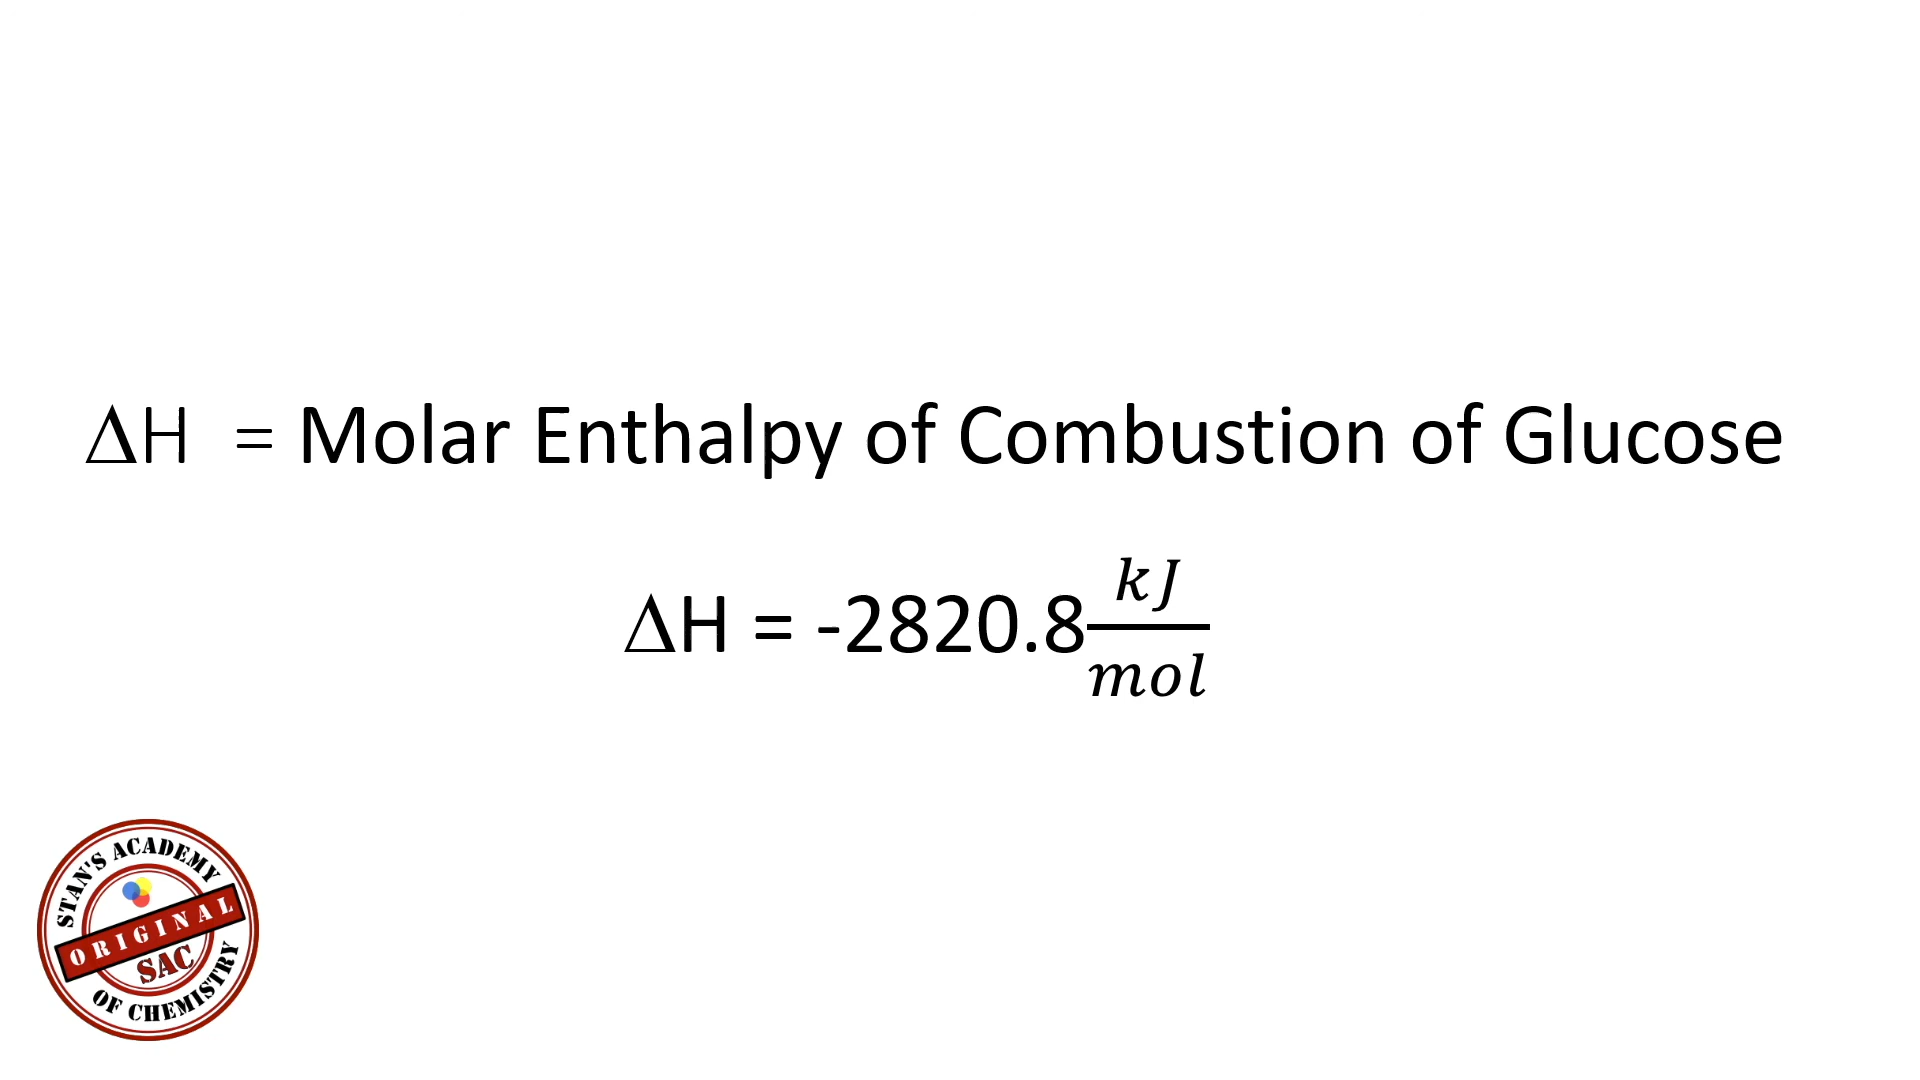 ΔH = Molar Enthalpy of Combustion of Glucose
ΔH = -2820.8 kJ/mol
STAN'S ACADEMY
ORIGINAL
SAC
OF CHEMISTRY